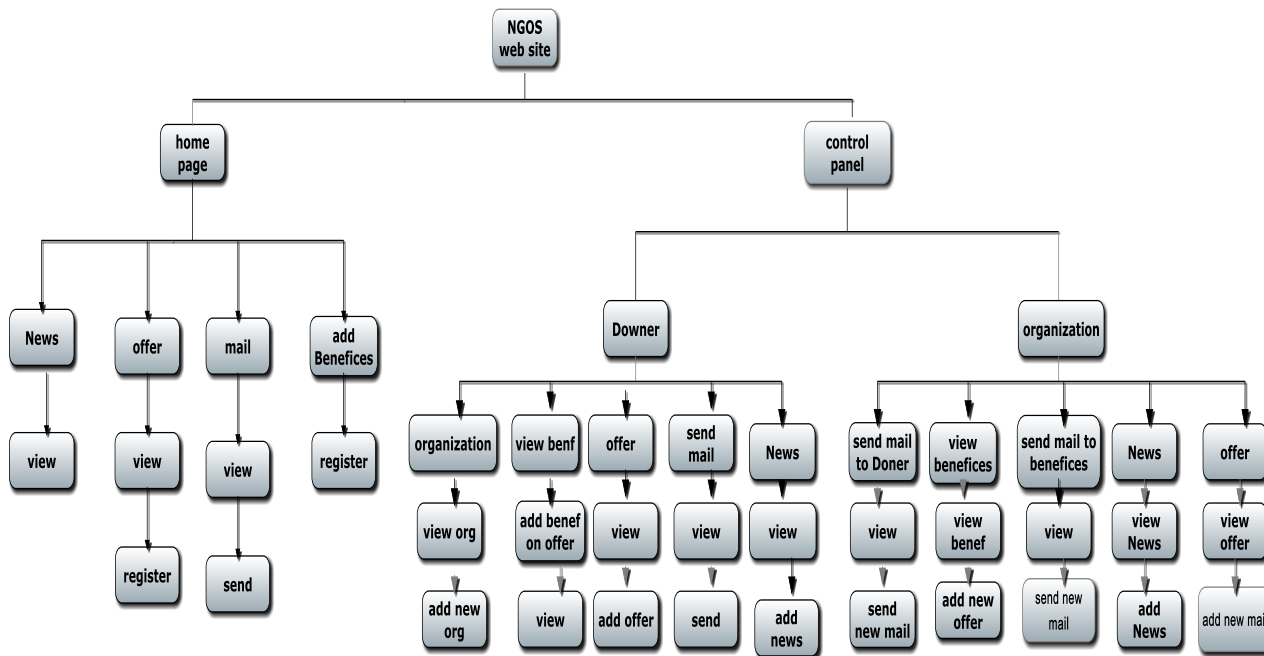 NGOS
web site
home
page
control
panel
News
offer
mail
add
Benefices
view
view
view
register
register
send
Downer
organization
organization
view benf
offer
send
mail
News
send mail
to Doner
view
benefices
send mail to
benefices
News
offer
view org
add benef
on offer
view
view
view
view
view
benef
view
view
News
view
offer
add new
org
view
add offer
send
add
news
send
new mail
add new
offer
send new
mail
add
News
add new mail